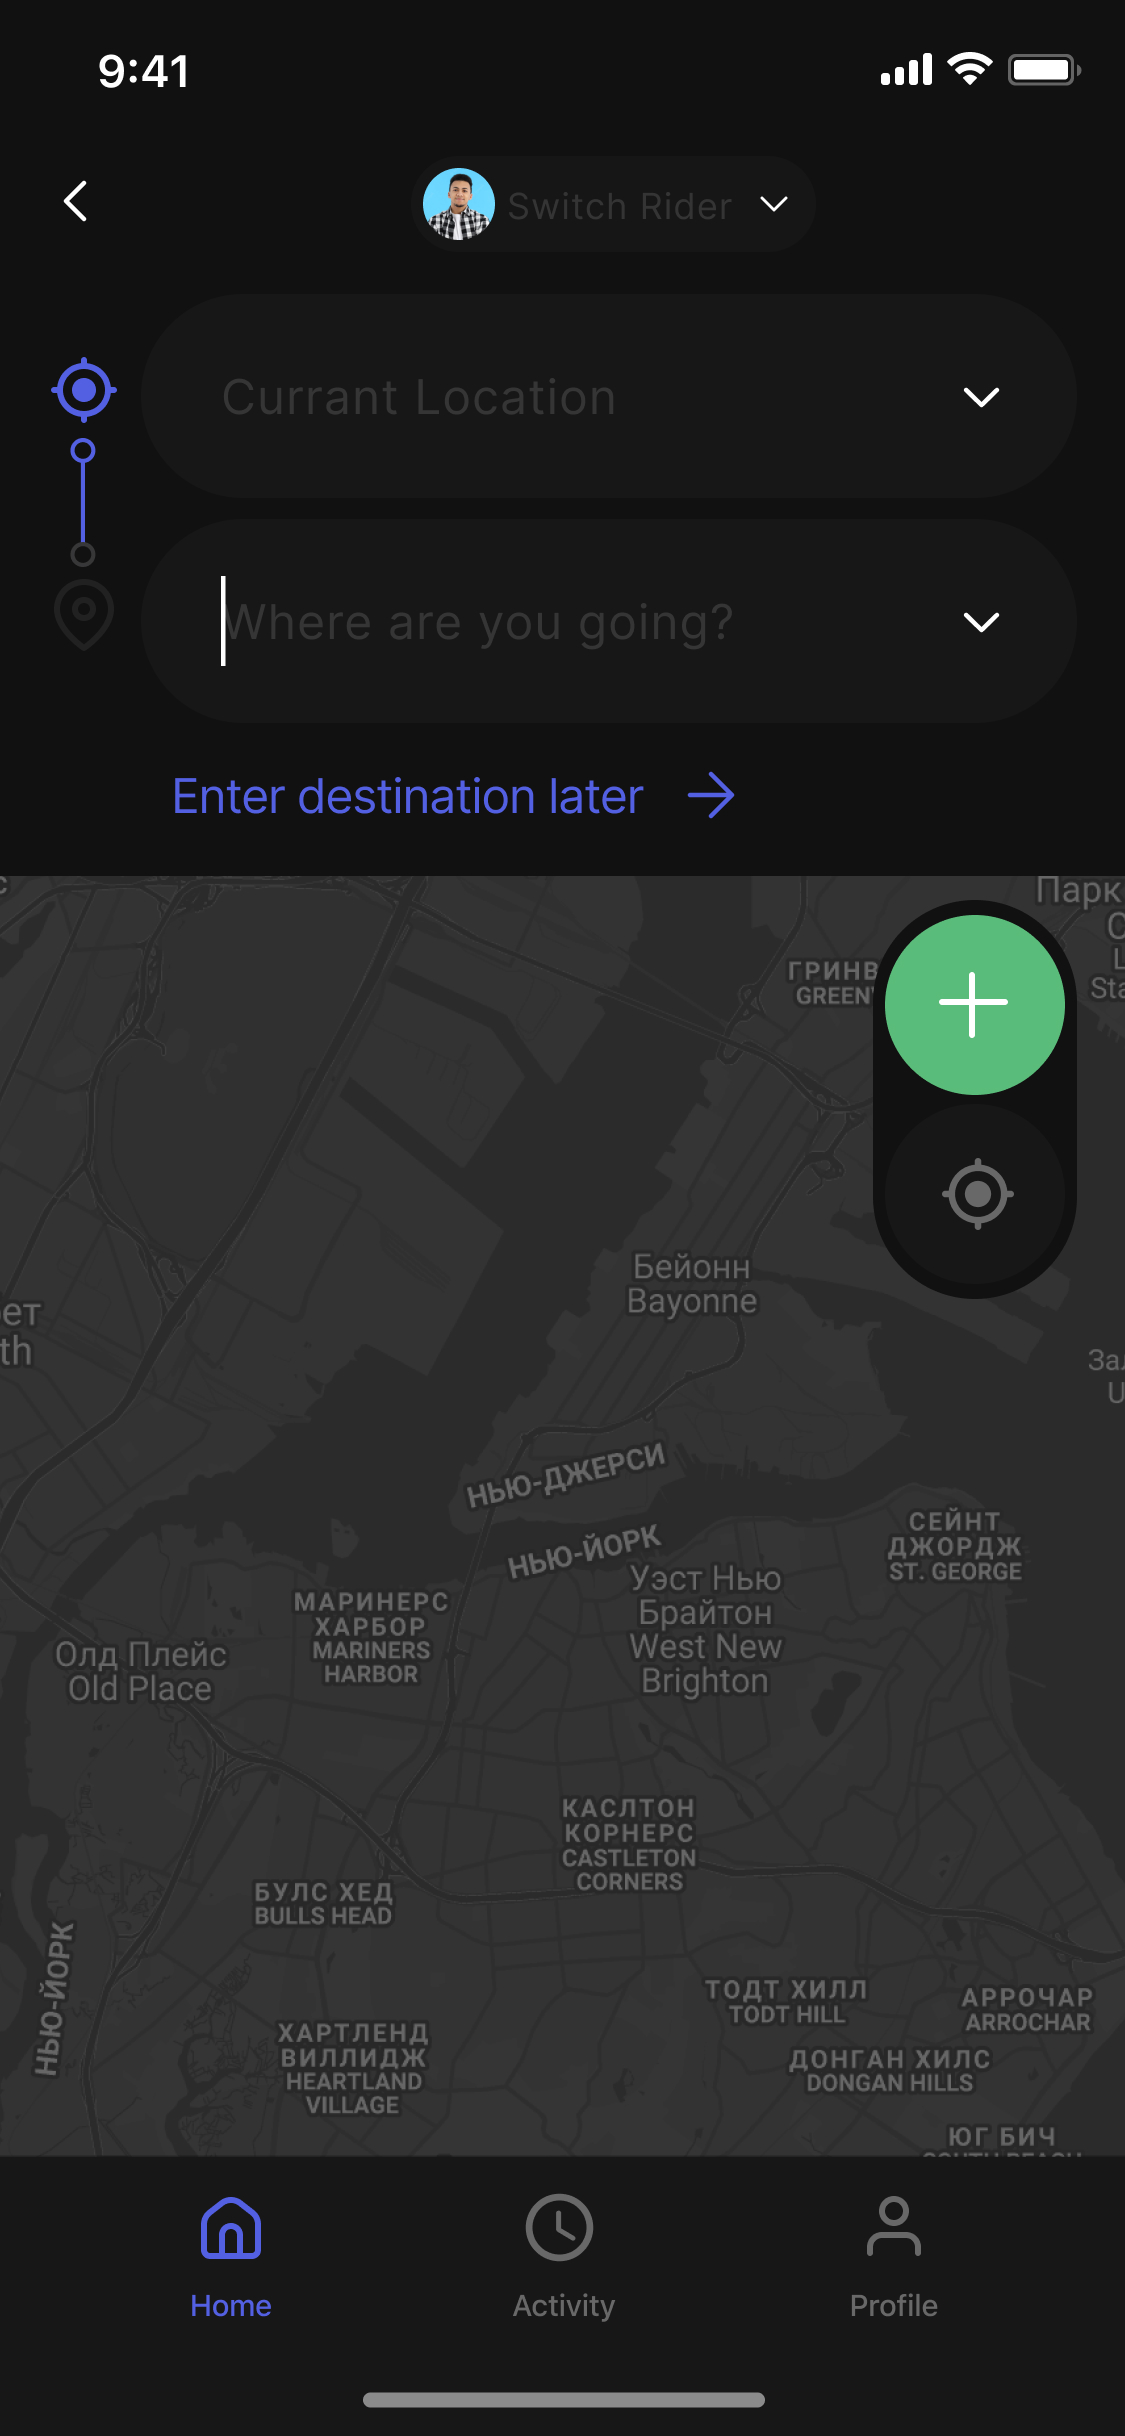 9:41
Switch Rider
Currant Location
Where are you going?
Enter destination later
Парк
ГРИНВ
GREENV
Sta
Бейонн
Bayonne
ет
th
За
U
НЬЮ-ДЖЕРСИ
НЬЮ-ЙОРК
СЕЙНТ
ДЖОРДЖ
ST. GEORGE
Уэст Нью
Брайтон
West New
Brighton
МАРИНЕРС
ХАРБОР
MARINERS
HARBOR
Олд Плейс
Old Place
КАСЛТОН
КОРНЕРС
CASTLETON
CORNERS
БУЛС ХЕД
BULLS HEAD
НЬЮ-ЙОРК
ТОДТ ХИЛЛ
TODT HILL
АРРОЧАР
ARROCHAR
ХАРТЛЕНД
ВИЛЛИДЖ
HEARTLAND
VILLAGE
ДОНГАН ХИЛС
DONGAN HILLS
ЮГ БИЧ
Home
Activity
Profile